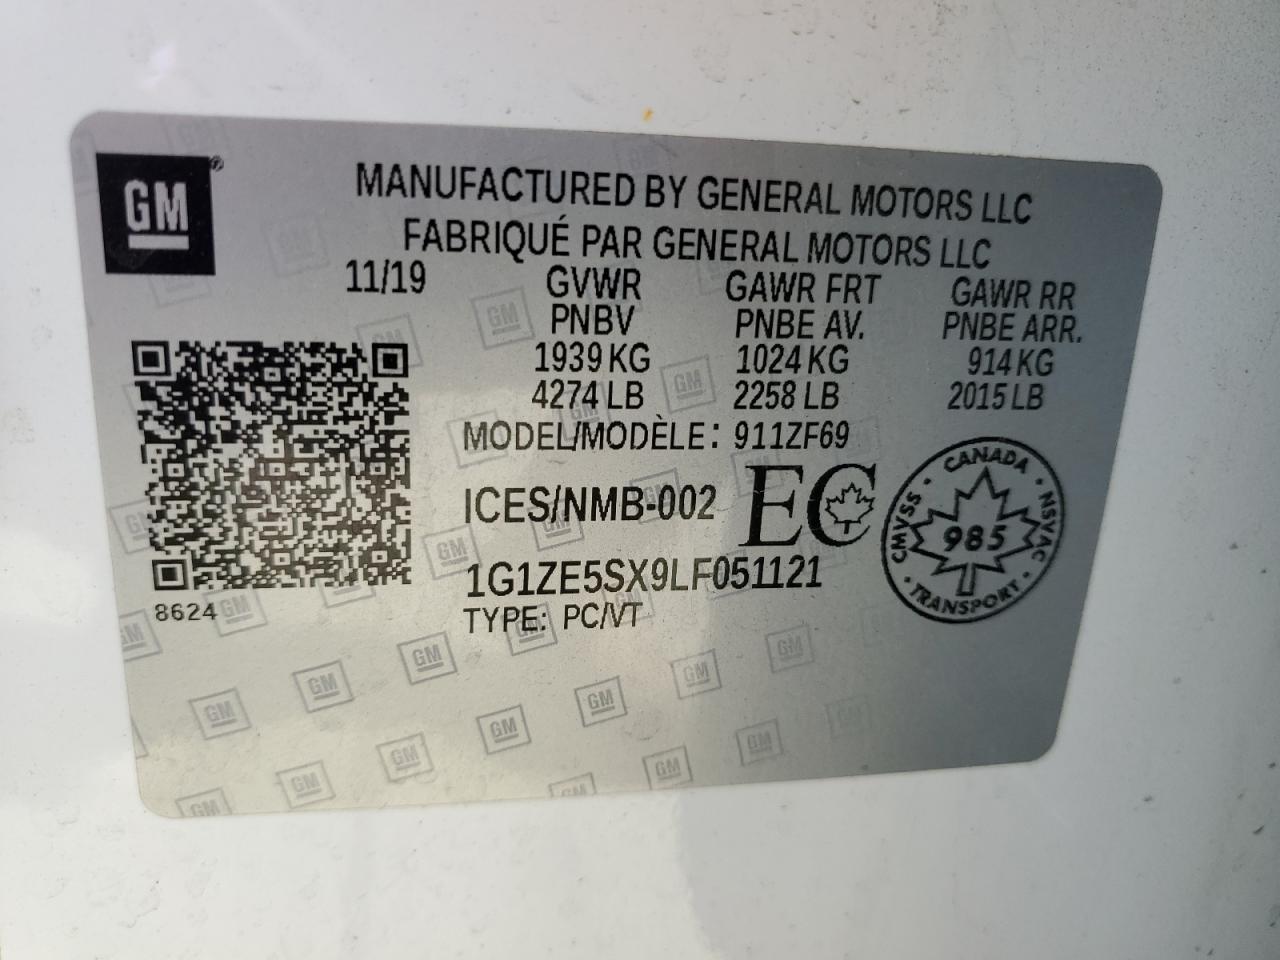 GM®
MANUFACTURED BY GENERAL MOTORS LLC
FABRIQUÉ PAR GENERAL MOTORS LLC
11/19 GVWR GAWR FRT GAWR RR
PNBV PNBE AV. PNBE ARR.
1939 KG 1024 KG 914 KG
4274 LB 2258 LB 2015 LB
MODEL/MODÈLE: 911ZF69
ICES/NMB-002 EC
1G1ZE5SX9LF051121
TYPE: PC/VT
8624
CANADA
CMVSS · NSVAC
985
TRANSPORT